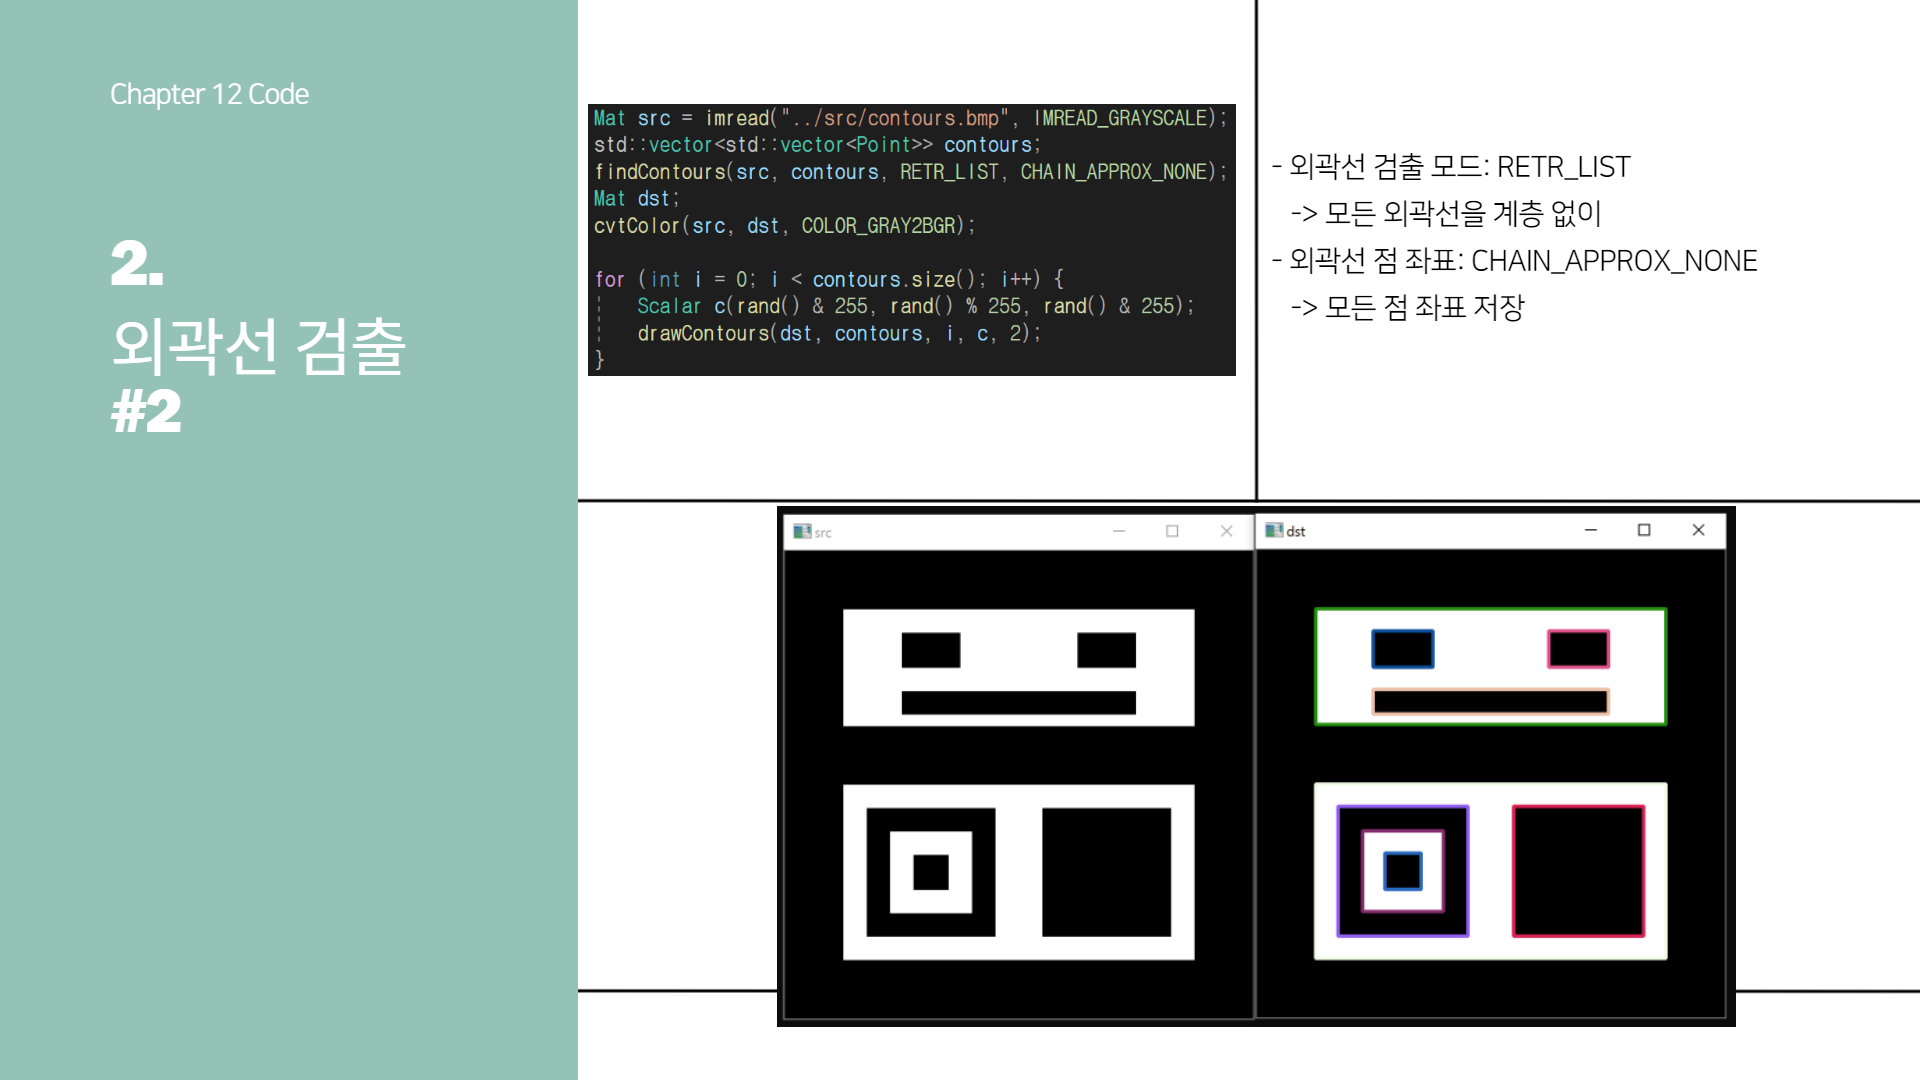 Chapter 12 Code
2.
외곽선 검출
#2
Mat src = imread("../src/contours.bmp", IMREAD_GRAYSCALE);
std::vector<std::vector<Point>> contours;
findContours(src, contours, RETR_LIST, CHAIN_APPROX_NONE);
Mat dst;
cvtColor(src, dst, COLOR_GRAY2BGR);
for (int i = 0; i < contours.size(); i++) {
Scalar c(rand() & 255, rand() % 255, rand() & 255);
drawContours(dst, contours, i, c, 2);
}
- 외곽선 검출 모드: RETR_LIST
-> 모든 외곽선을 계층 없이
- 외곽선 점 좌표: CHAIN_APPROX_NONE
-> 모든 점 좌표 저장
src
dst